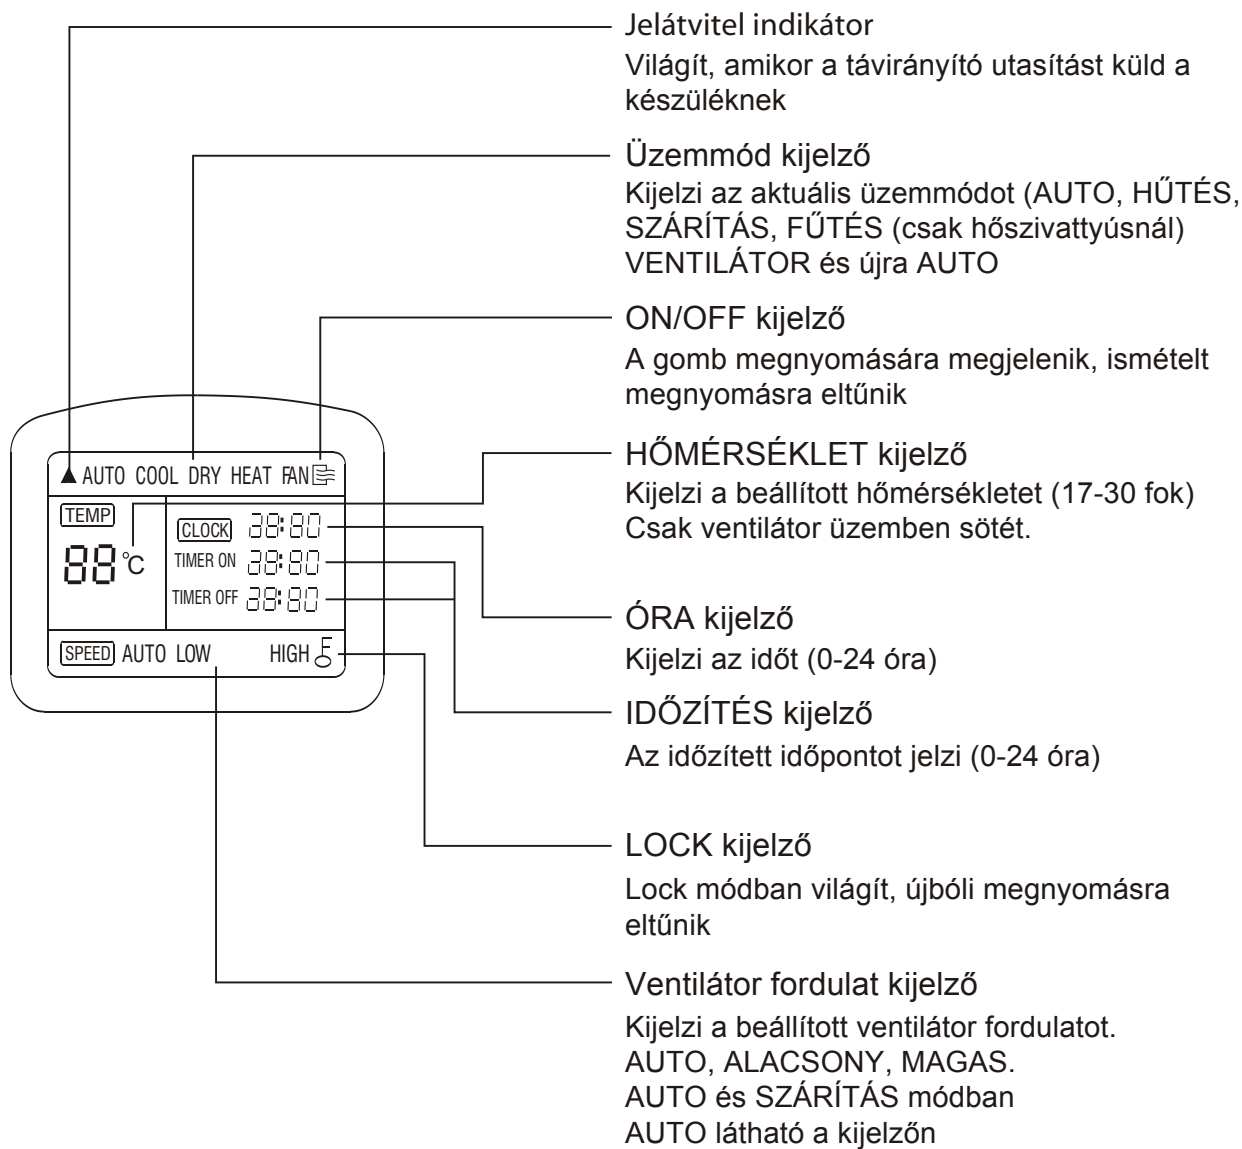 Jelátvitel indikátor
Világít, amikor a távirányító utasítást küld a
készüléknek
Üzemmód kijelző
Kijelzi az aktuális üzemmódot (AUTO, HŰTÉS,
SZÁRÍTÁS, FŰTÉS (csak hőszivattyúsnál)
VENTILÁTOR és újra AUTO
ON/OFF kijelző
A gomb megnyomására megjelenik, ismételt
megnyomásra eltűnik
HŐMÉRSÉKLET kijelző
Kijelzi a beállított hőmérsékletet (17-30 fok)
Csak ventilátor üzemben sötét.
ÓRA kijelző
Kijelzi az időt (0-24 óra)
IDŐZÍTÉS kijelző
Az időzített időpontot jelzi (0-24 óra)
LOCK kijelző
Lock módban világít, újbóli megnyomásra
eltűnik
Ventilátor fordulat kijelző
Kijelzi a beállított ventilátor fordulatot.
AUTO, ALACSONY, MAGAS.
AUTO és SZÁRÍTÁS módban
AUTO látható a kijelzőn
AUTO COOL DRY HEAT FAN
TEMP
88°C
CLOCK 28:80
TIMER ON 28:80
TIMER OFF 28:80
SPEED AUTO LOW HIGH